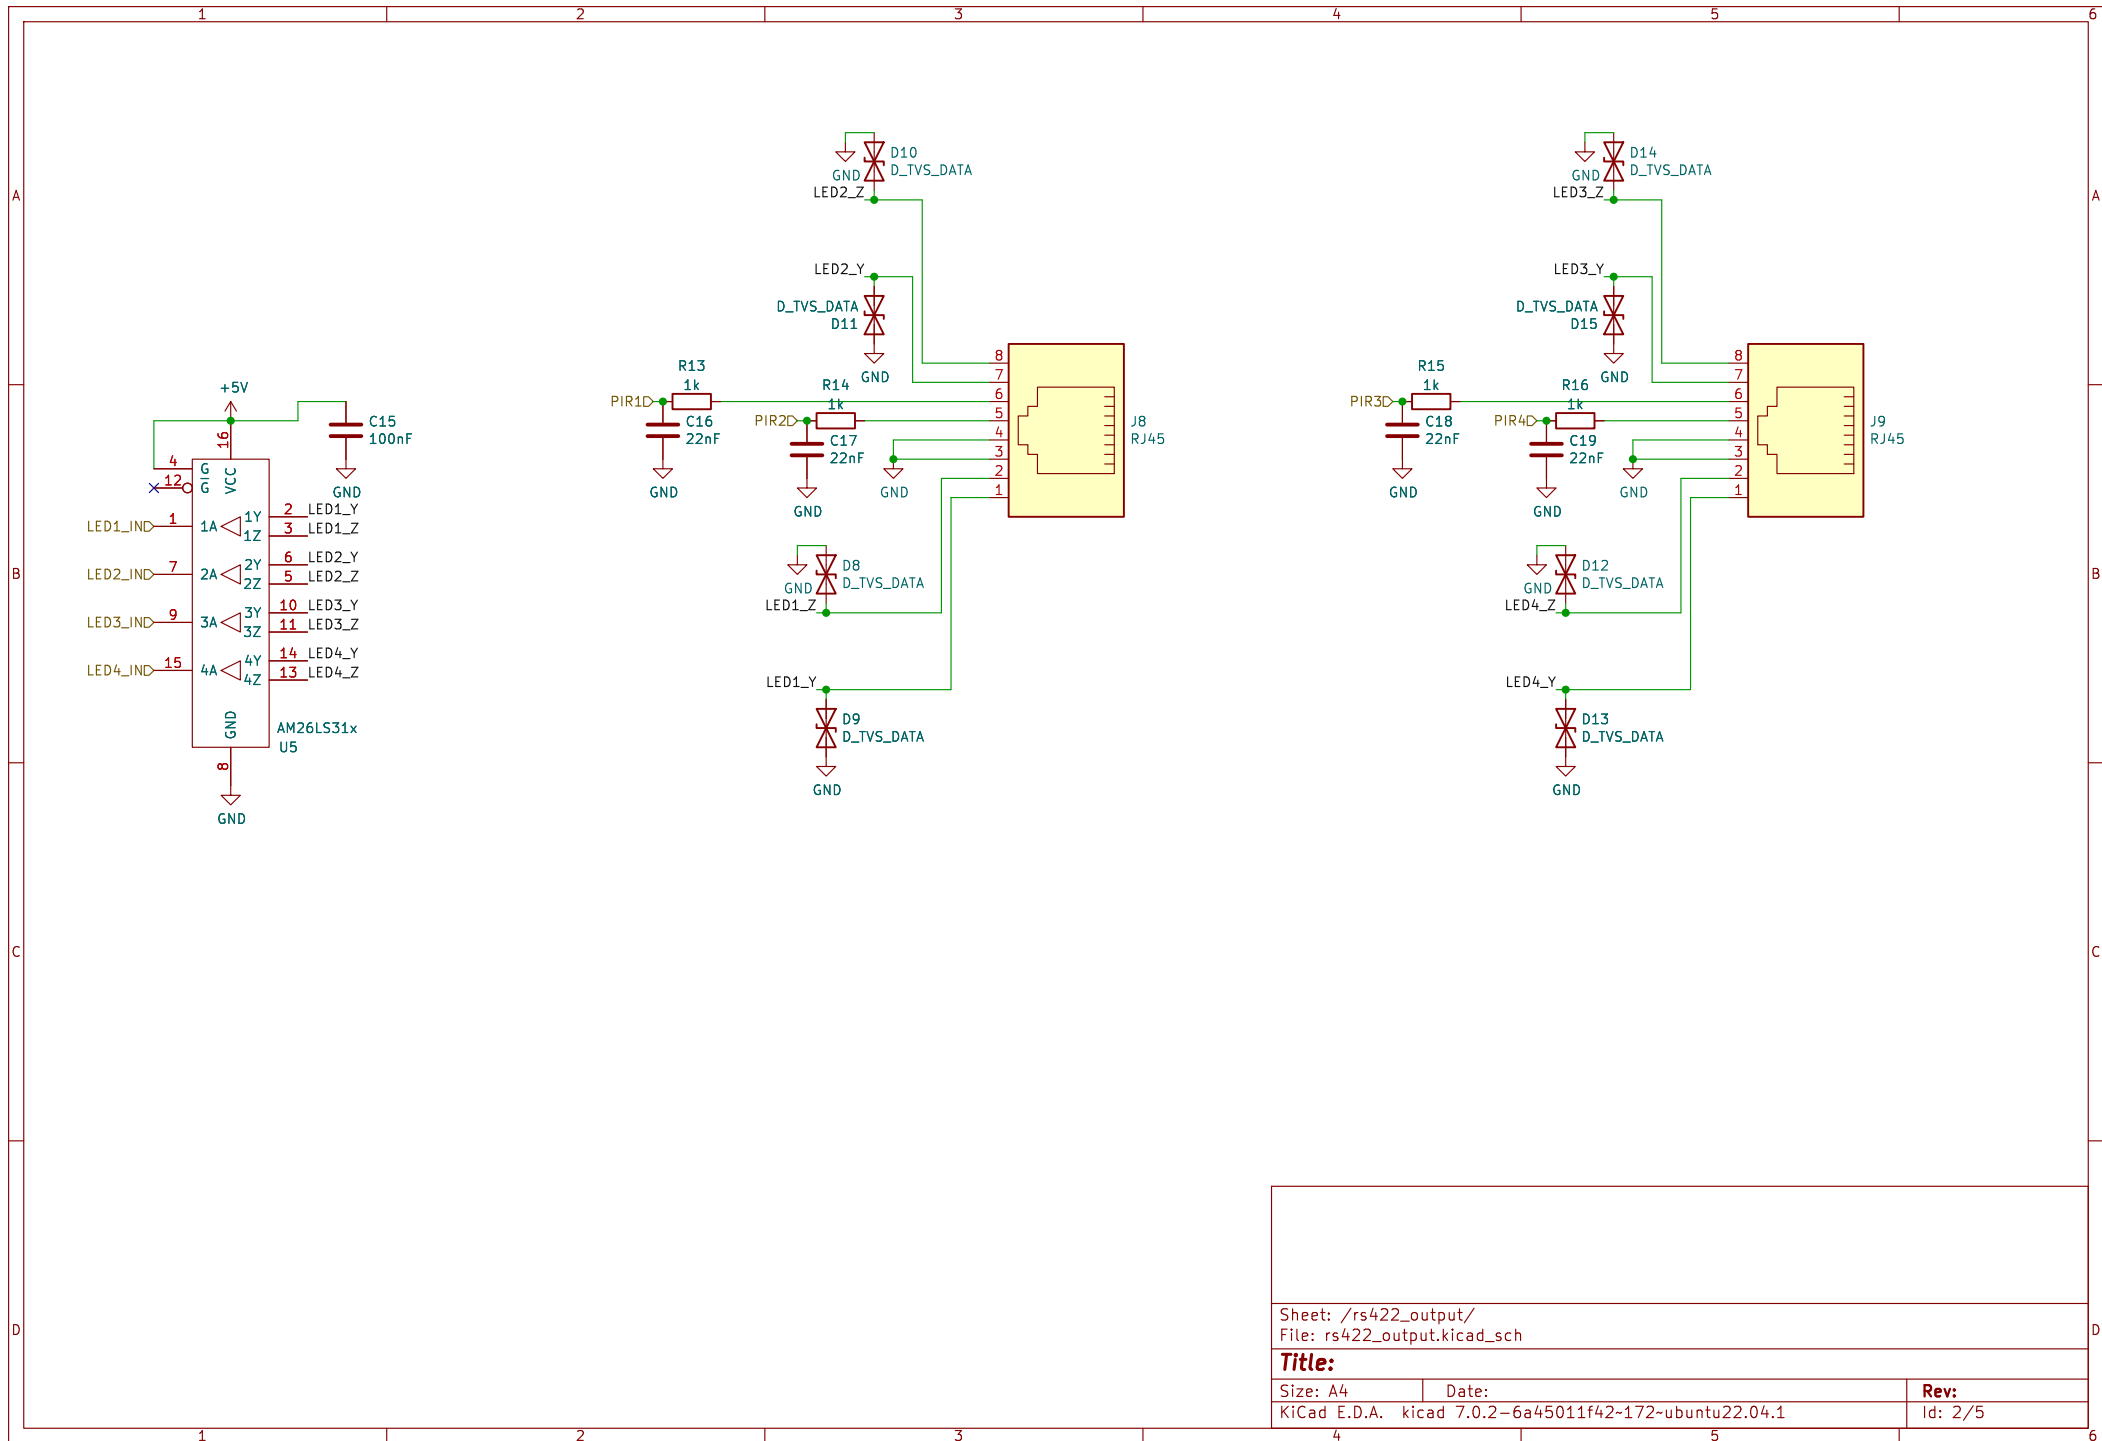 1 2 3 4 5 6
A A
B B
C C
D D
+5V
C15
100nF
GND
16
VCC
4
G
12
G
1
1A
LED1_IN
7
2A
LED2_IN
9
3A
LED3_IN
15
4A
LED4_IN
1Y 2 LED1_Y
1Z 3 LED1_Z
2Y 6 LED2_Y
2Z 5 LED2_Z
3Y 10 LED3_Y
3Z 11 LED3_Z
4Y 14 LED4_Y
4Z 13 LED4_Z
GND
8
AM26LS31x
U5
GND
D10
D_TVS_DATA
GND
LED2_Z
LED2_Y
D_TVS_DATA
D11
GND
R13
1k
PIR1
C16
22nF
GND
R14
1k
PIR2
C17
22nF
GND
GND
8
7
6
5
4
3
2
1
J8
RJ45
D8
D_TVS_DATA
GND
LED1_Z
LED1_Y
D9
D_TVS_DATA
GND
D14
D_TVS_DATA
GND
LED3_Z
LED3_Y
D_TVS_DATA
D15
GND
R15
1k
PIR3
C18
22nF
GND
R16
1k
PIR4
C19
22nF
GND
GND
8
7
6
5
4
3
2
1
J9
RJ45
D12
D_TVS_DATA
GND
LED4_Z
LED4_Y
D13
D_TVS_DATA
GND
Sheet: /rs422_output/
File: rs422_output.kicad_sch
Title:
Size: A4 Date: Rev:
KiCad E.D.A. kicad 7.0.2-6a45011f42~172~ubuntu22.04.1 Id: 2/5
1 2 3 4 5 6